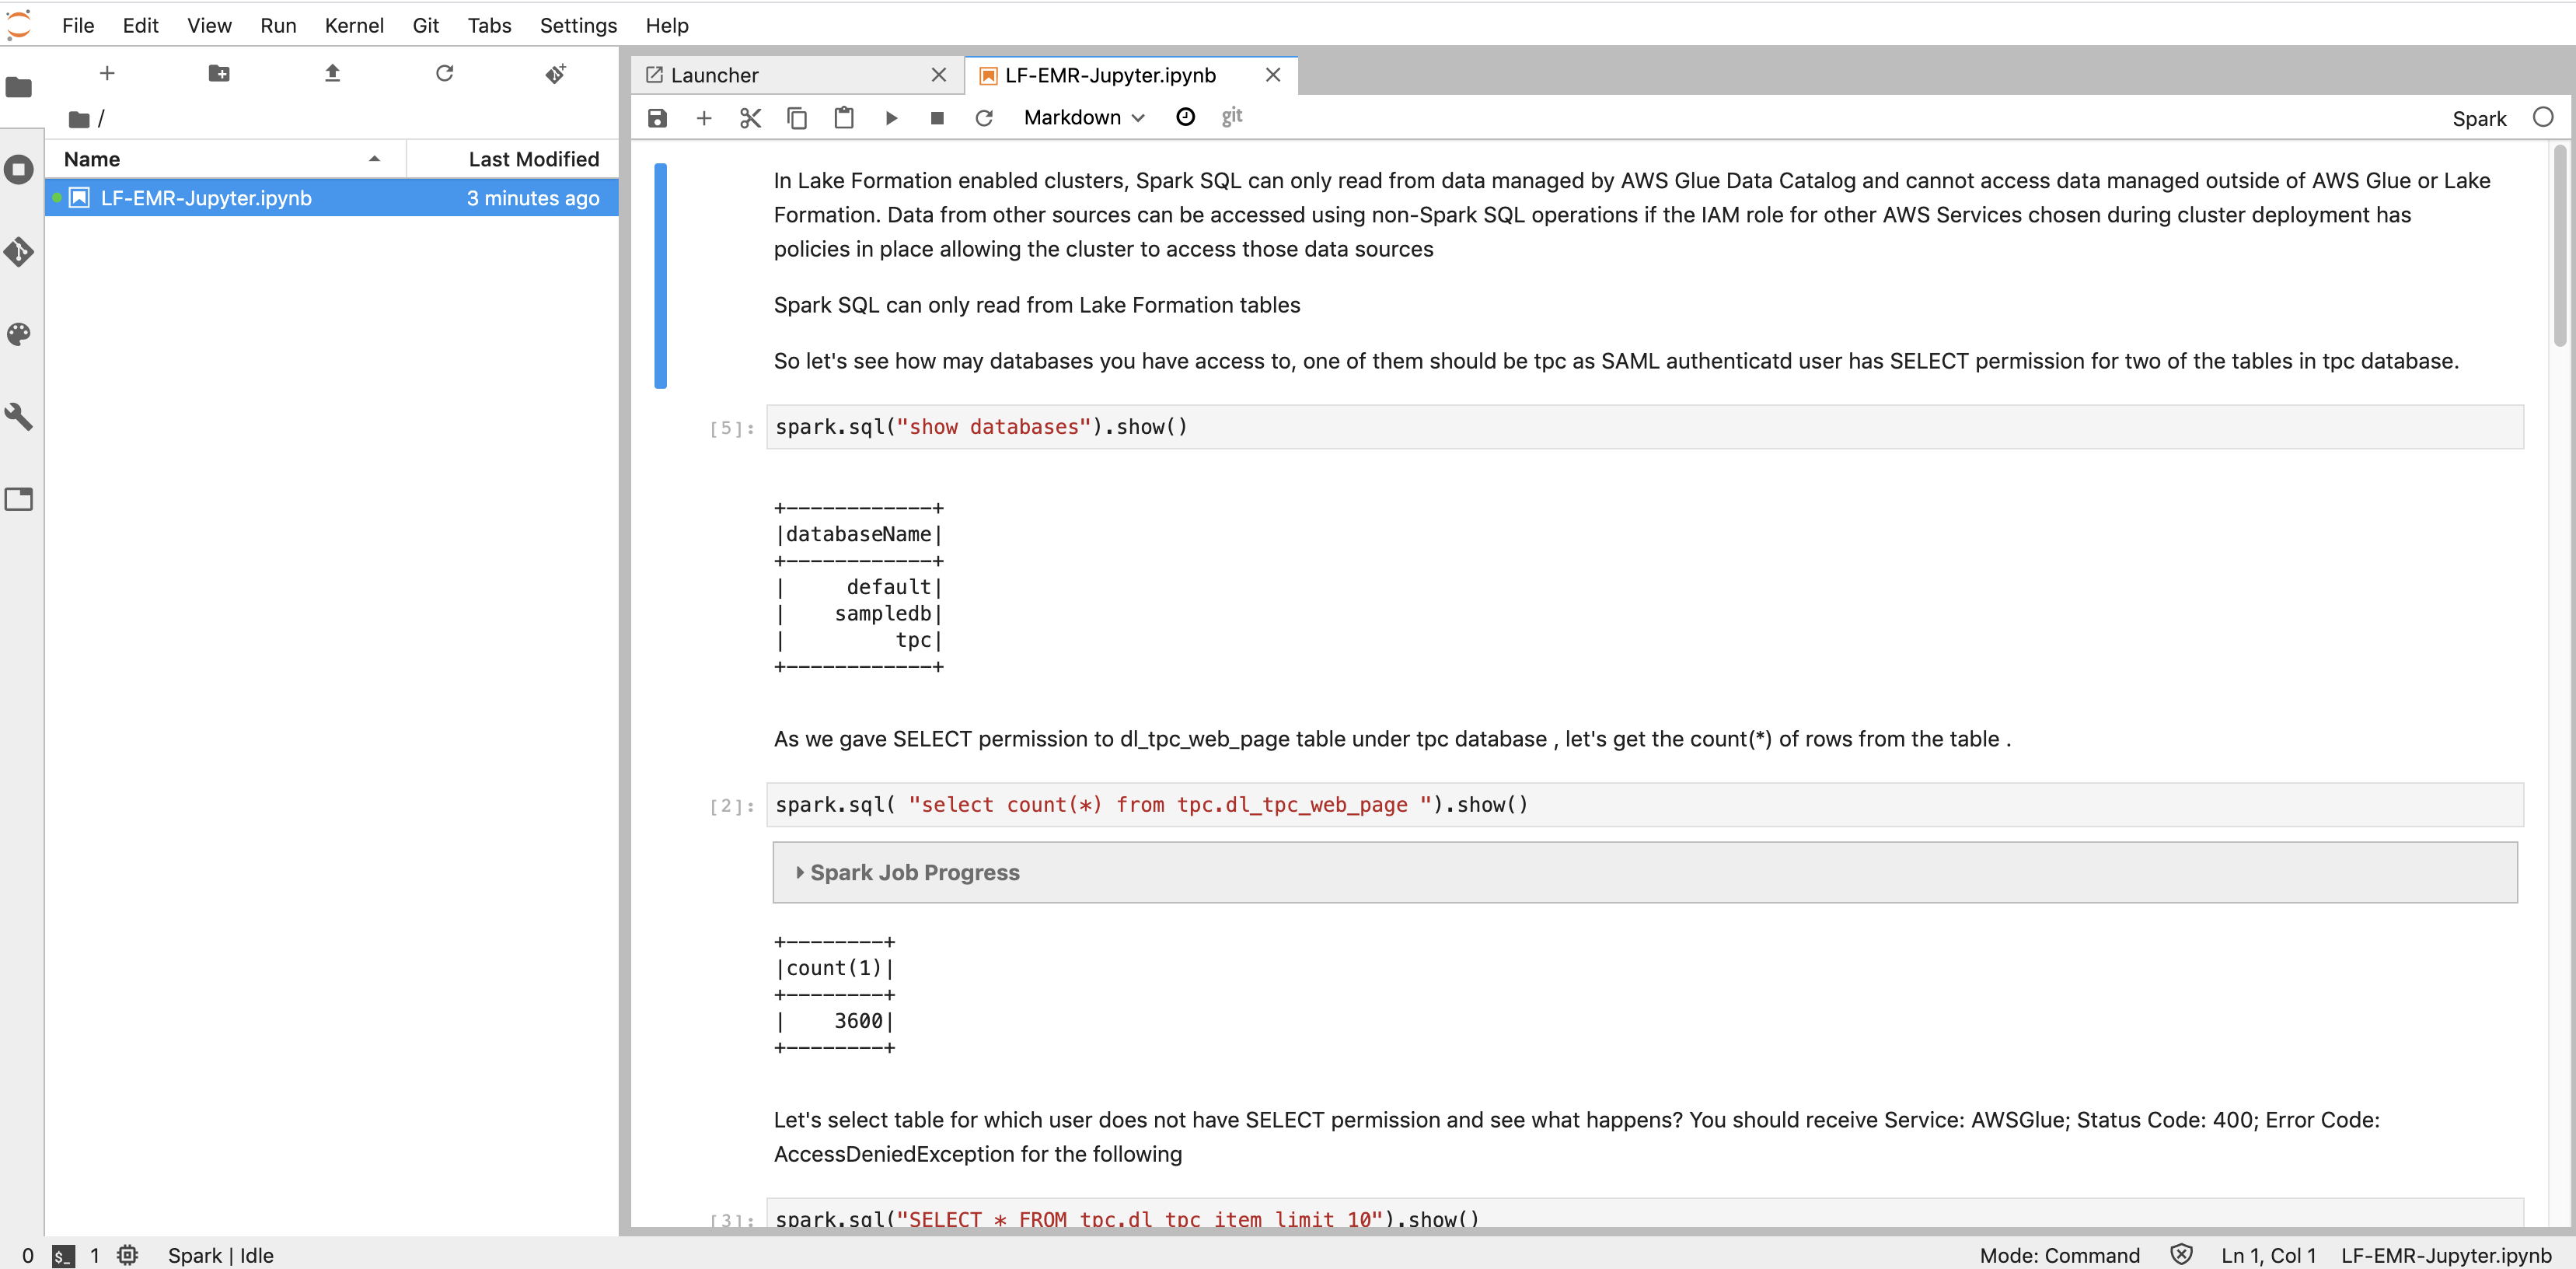 File Edit View Run Kernel Git Tabs Settings Help
/
Name Last Modified
LF-EMR-Jupyter.ipynb 3 minutes ago
Launcher LF-EMR-Jupyter.ipynb
Markdown git Spark
In Lake Formation enabled clusters, Spark SQL can only read from data managed by AWS Glue Data Catalog and cannot access data managed outside of AWS Glue or Lake
Formation. Data from other sources can be accessed using non-Spark SQL operations if the IAM role for other AWS Services chosen during cluster deployment has
policies in place allowing the cluster to access those data sources
Spark SQL can only read from Lake Formation tables
So let's see how may databases you have access to, one of them should be tpc as SAML authenticatd user has SELECT permission for two of the tables in tpc database.
[5]: spark.sql("show databases").show()
+------------+
|databaseName|
+------------+
|     default|
|    sampledb|
|         tpc|
+------------+
As we gave SELECT permission to dl_tpc_web_page table under tpc database , let's get the count(*) of rows from the table .
[2]: spark.sql( "select count(*) from tpc.dl_tpc_web_page ").show()
Spark Job Progress
+--------+
|count(1)|
+--------+
|    3600|
+--------+
Let's select table for which user does not have SELECT permission and see what happens? You should receive Service: AWSGlue; Status Code: 400; Error Code:
AccessDeniedException for the following
[3]: spark.sql("SELECT * FROM tpc.dl_tpc_item limit 10").show()
0 $_ 1 Spark | Idle Mode: Command Ln 1, Col 1 LF-EMR-Jupyter.ipynb